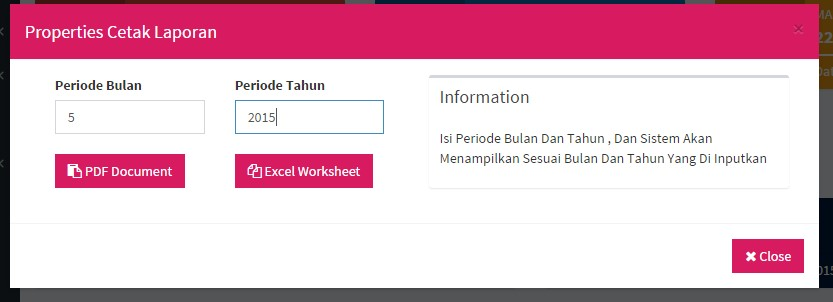 Properties Cetak Laporan
×
Periode Bulan
Periode Tahun
5
2015
PDF Document
Excel Worksheet
Information
Isi Periode Bulan Dan Tahun , Dan Sistem Akan
Menampilkan Sesuai Bulan Dan Tahun Yang Di Inputkan
Close